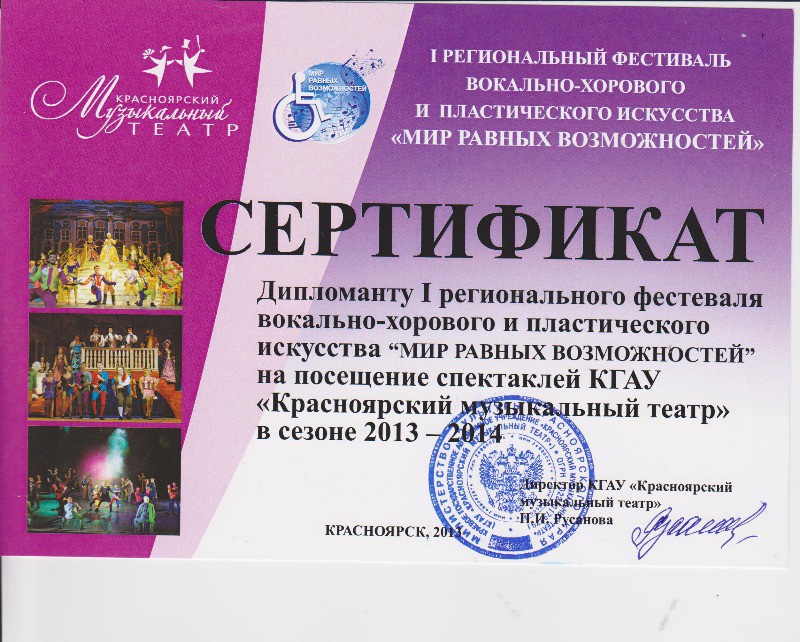 КРАСНОЯРСКИЙ
Музыкальный
ТЕАТР
МИР
РАВНЫХ
ВОЗМОЖНОСТЕЙ
I РЕГИОНАЛЬНЫЙ ФЕСТИВАЛЬ
ВОКАЛЬНО-ХОРОВОГО
И ПЛАСТИЧЕСКОГО ИСКУССТВА
«МИР РАВНЫХ ВОЗМОЖНОСТЕЙ»
СЕРТИФИКАТ
Дипломанту I регионального фестеваля
вокально-хорового и пластического
искусства “МИР РАВНЫХ ВОЗМОЖНОСТЕЙ”
на посещение спектаклей КГАУ
«Красноярский музыкальный театр»
в сезоне 2013 – 2014
Директор КГАУ «Красноярский
музыкальный театр»
Н.И. Русанова
КРАСНОЯРСК, 2013